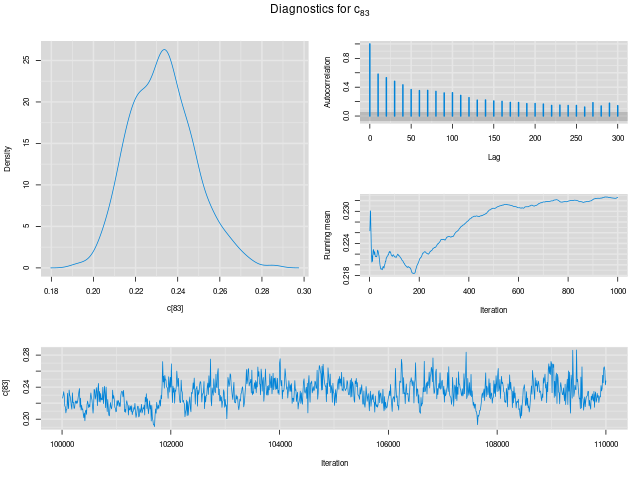 Diagnostics for c83
Density
0 5 10 15 20 25
0.18 0.20 0.22 0.24 0.26 0.28 0.30
c[83]
Autocorrelation
0.0 0.4 0.8
0 50 100 150 200 250 300
Lag
Running mean
0.218 0.224 0.230
0 200 400 600 800 1000
Iteration
c[83]
0.20 0.24 0.28
100000 102000 104000 106000 108000 110000
Iteration